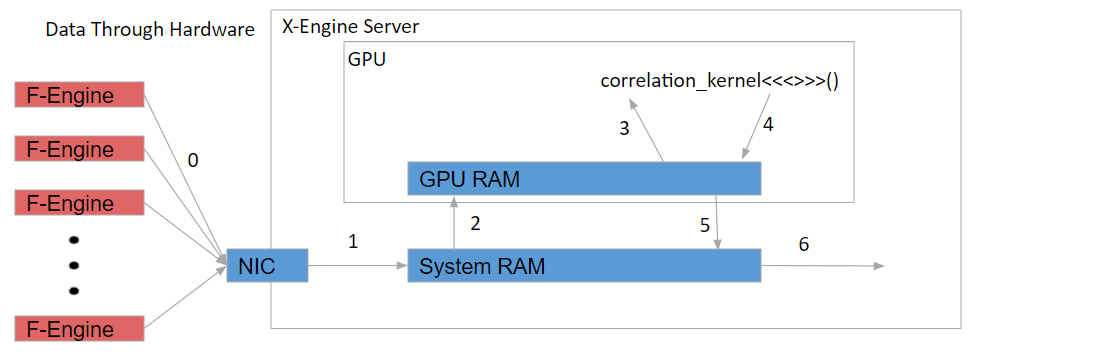 Data Through Hardware
X-Engine Server
GPU
correlation_kernel<<<>>>()
F-Engine
F-Engine
F-Engine
F-Engine
0
3
4
GPU RAM
1
2
5
6
NIC
System RAM